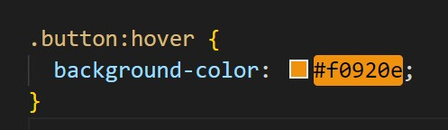 .button:hover {
  background-color: #f0920e;
}